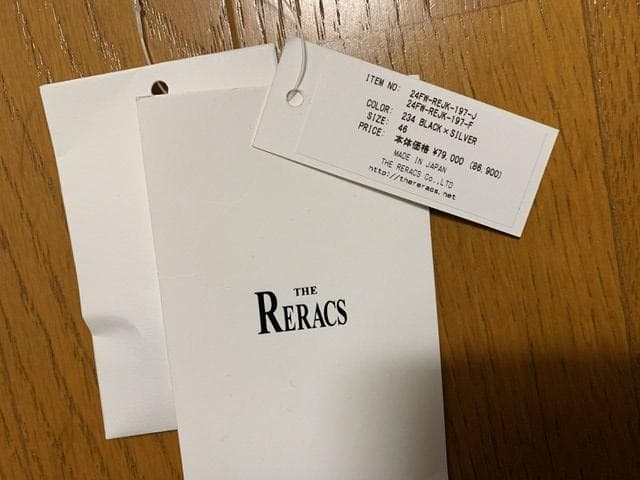 ITEM NO: 24FW-REJK-197-J
24FW-REJK-197-F
COLOR: 234 BLACK×SILVER
SIZE: 46
PRICE: 本体価格 ¥79,000 (86,900)
MADE IN JAPAN
THE RERACS Co.,LTD
http://thereracs.net
THE
RERACS